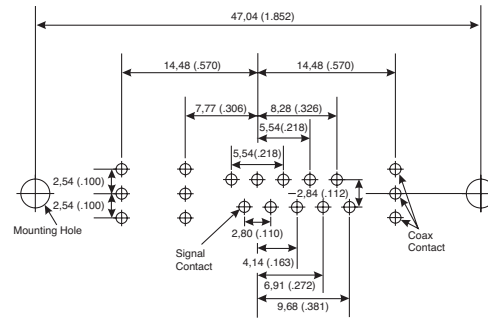 47,04 (1.852)
14,48 (.570)
14,48 (.570)
7,77 (.306)
8,28 (.326)
5,54(.218)
5,54(.218)
2,54 (.100)
2,84 (.112)
2,54 (.100)
Mounting Hole
Signal
Contact
2,80 (.110)
Coax
Contact
4,14 (.163)
6,91 (.272)
9,68 (.381)